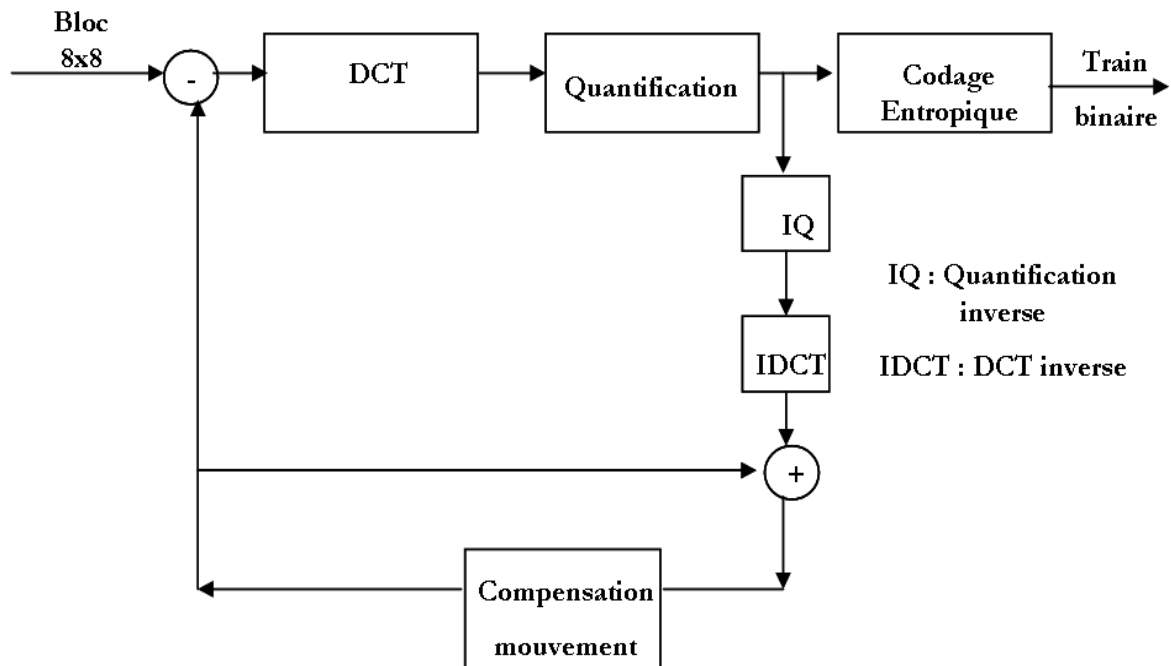 Bloc
8x8
-
DCT
Quantification
Codage
Entropique
Train
binaire
IQ
IQ : Quantification
inverse
IDCT
IDCT : DCT inverse
+
Compensation
mouvement